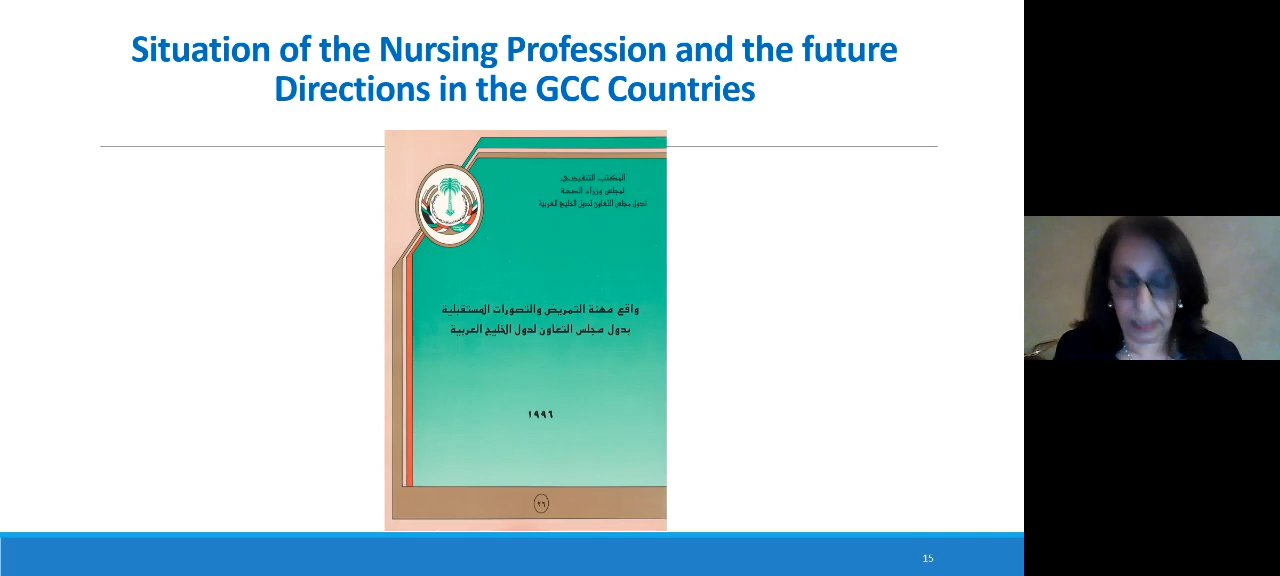 Situation of the Nursing Profession and the future
Directions in the GCC Countries
المكتب التنفيذي
لمجلس وزراء الصحة
لدول مجلس التعاون لدول الخليج العربية
واقع مهنة التمريض والتصورات المستقبلية
بدول مجلس التعاون لدول الخليج العربية
١٩٩٦
٢٦
15